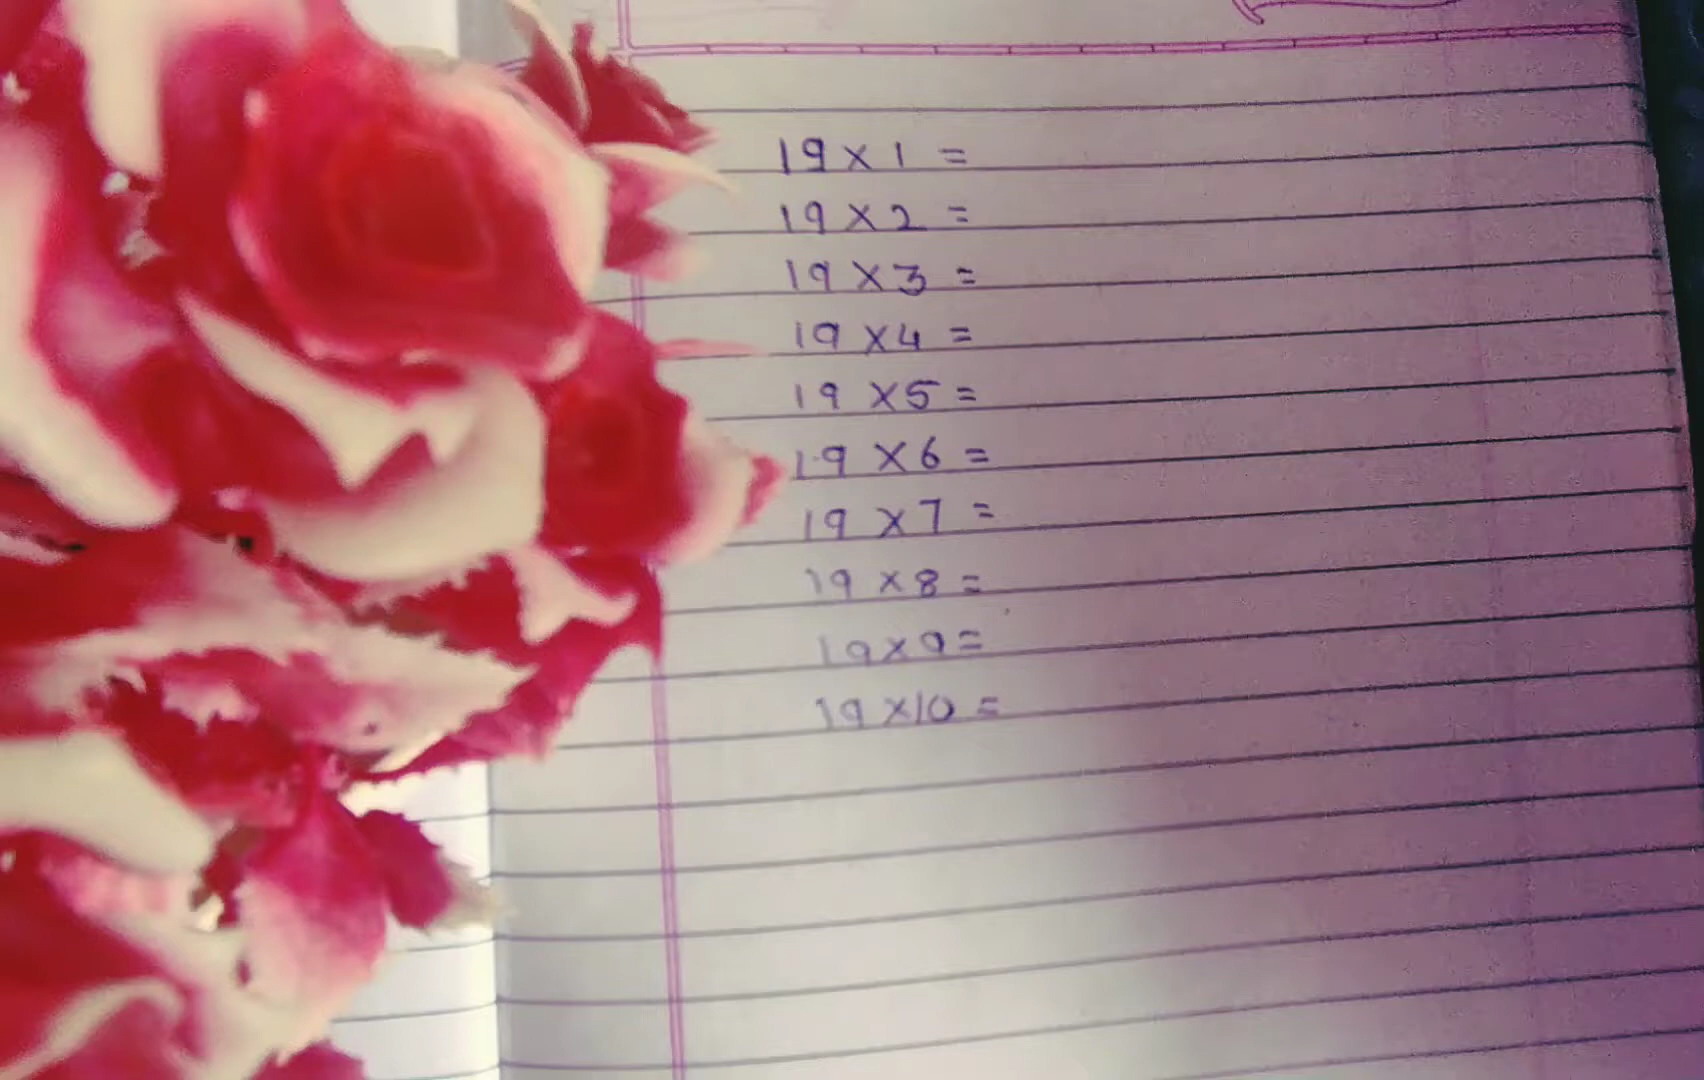 19 × 1 =
19 × 2 =
19 × 3 =
19 × 4 =
19 × 5 =
19 × 6 =
19 × 7 =
19 × 8 =
19 × 9 =
19 × 10 =